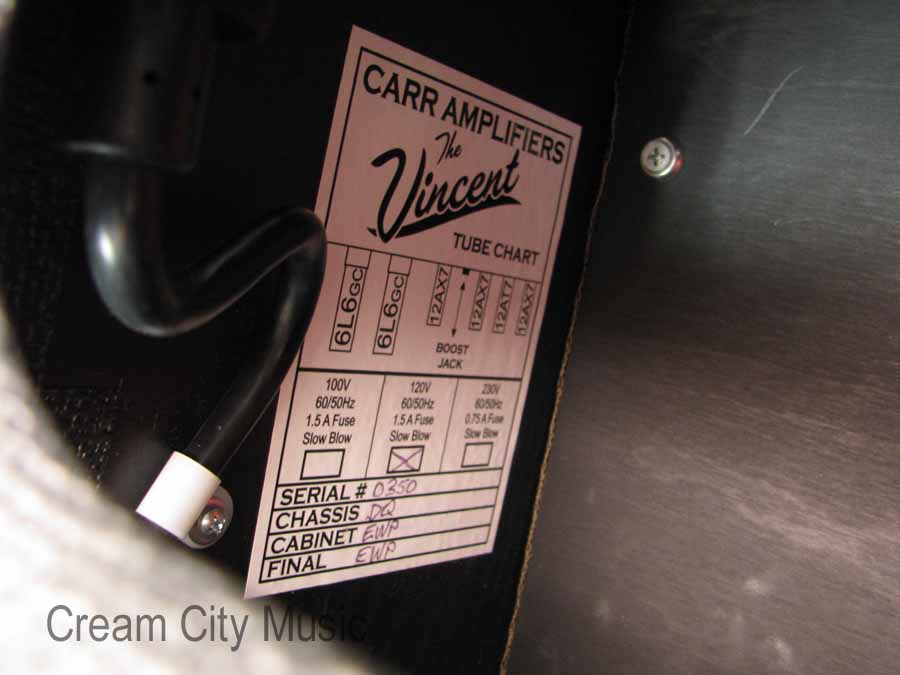 CARR AMPLIFIERS
The
Vincent
TUBE CHART
6L6GC 6L6GC 12AX7 12AX7 12AT7 12AX7
BOOST
JACK
100V 120V 230V
60/50Hz 60/50Hz 60/50Hz
1.5 A Fuse 1.5 A Fuse 0.75 A Fuse
Slow Blow Slow Blow Slow Blow
SERIAL # 0350
CHASSIS DQ
CABINET EWP
FINAL EWP
Cream City Music